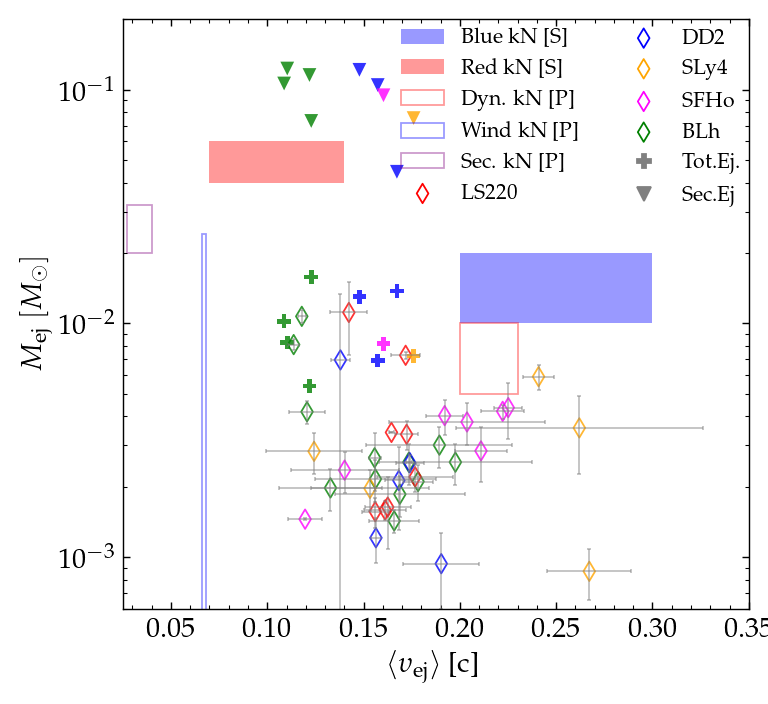 Blue kN [S]
Red kN [S]
Dyn. kN [P]
Wind kN [P]
Sec. kN [P]
LS220
DD2
SLy4
SFHo
BLh
Tot.Ej.
Sec.Ej
10⁻¹
10⁻²
10⁻³
M_ej [M_⊙]
0.05 0.10 0.15 0.20 0.25 0.30 0.35
⟨v_ej⟩ [c]